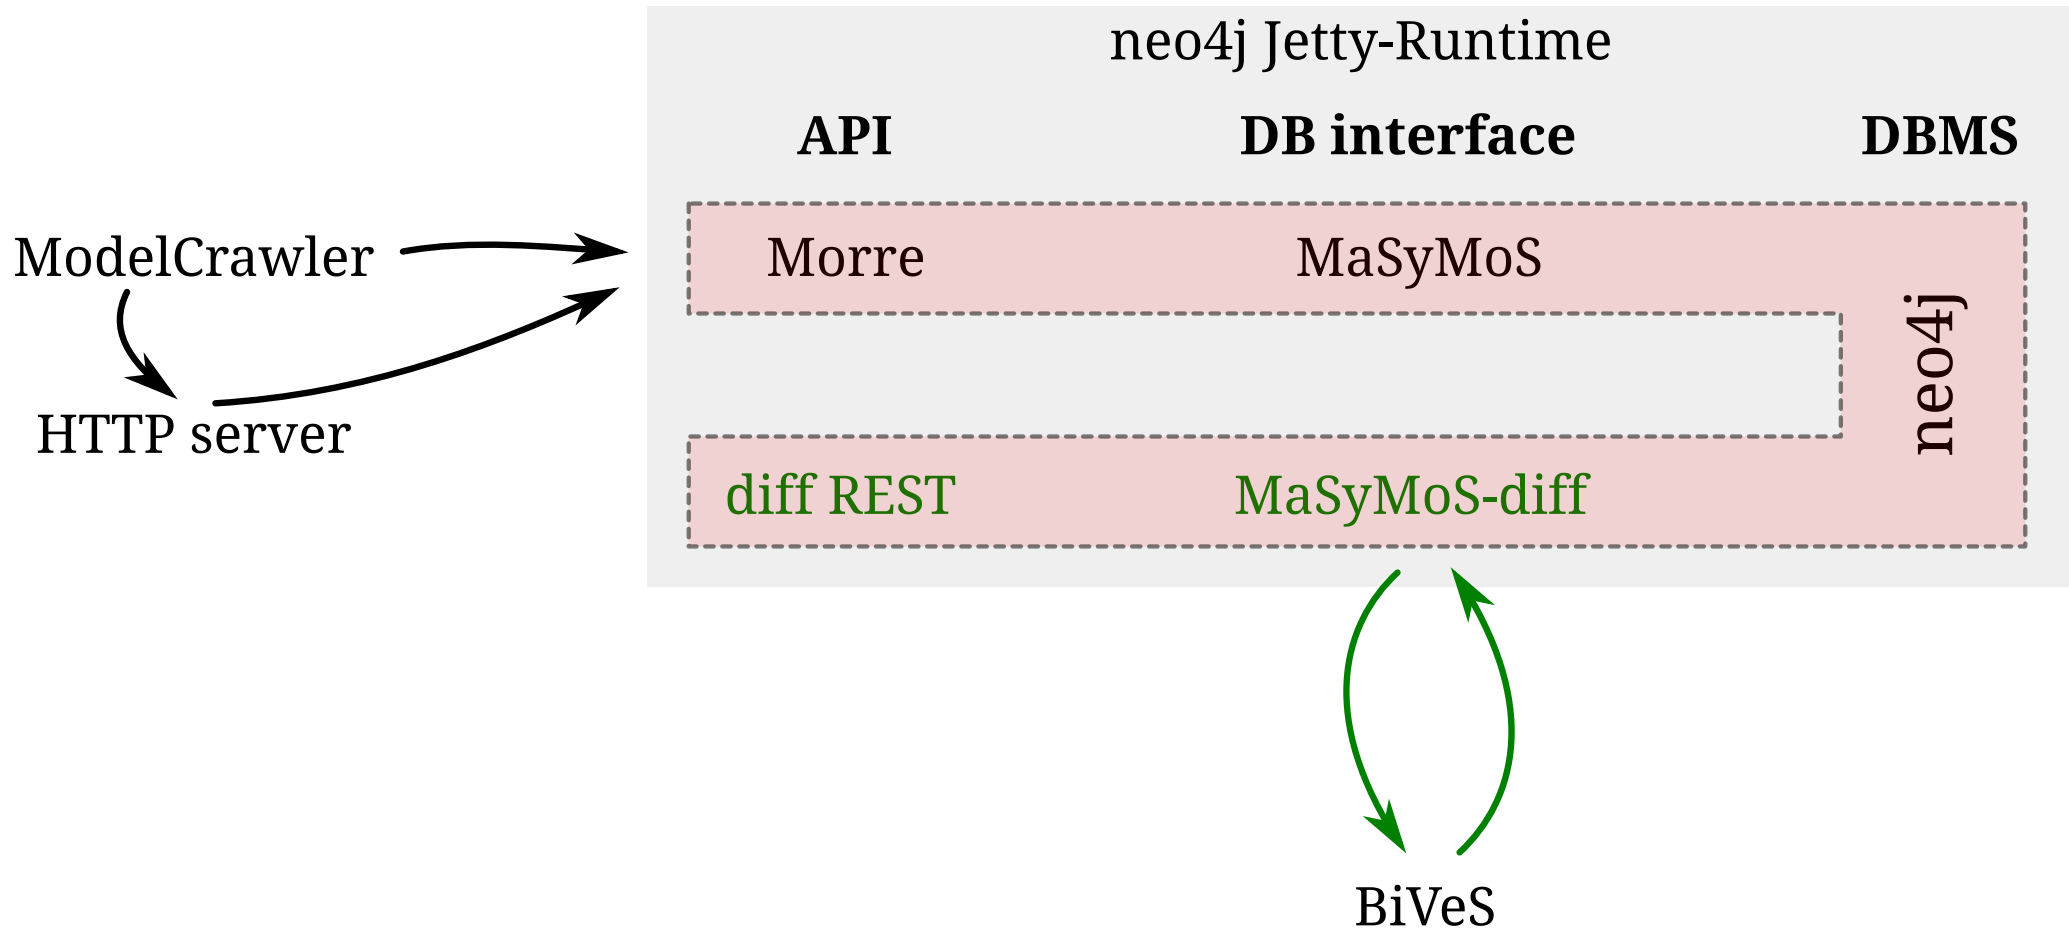 neo4j Jetty-Runtime
API DB interface DBMS
ModelCrawler
Morre MaSyMoS
neo4j
HTTP server
diff REST MaSyMoS-diff
BiVeS